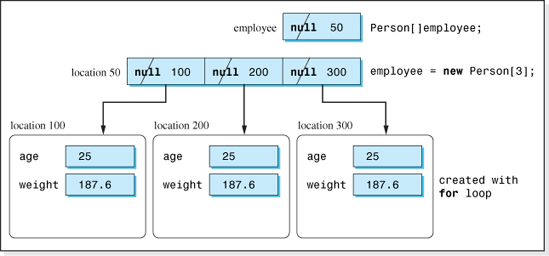 employee null 50 Person[]employee;
location 50 null 100 null 200 null 300 employee = new Person[3];
location 100 location 200 location 300
age 25 age 25 age 25
weight 187.6 weight 187.6 weight 187.6
created with
for loop